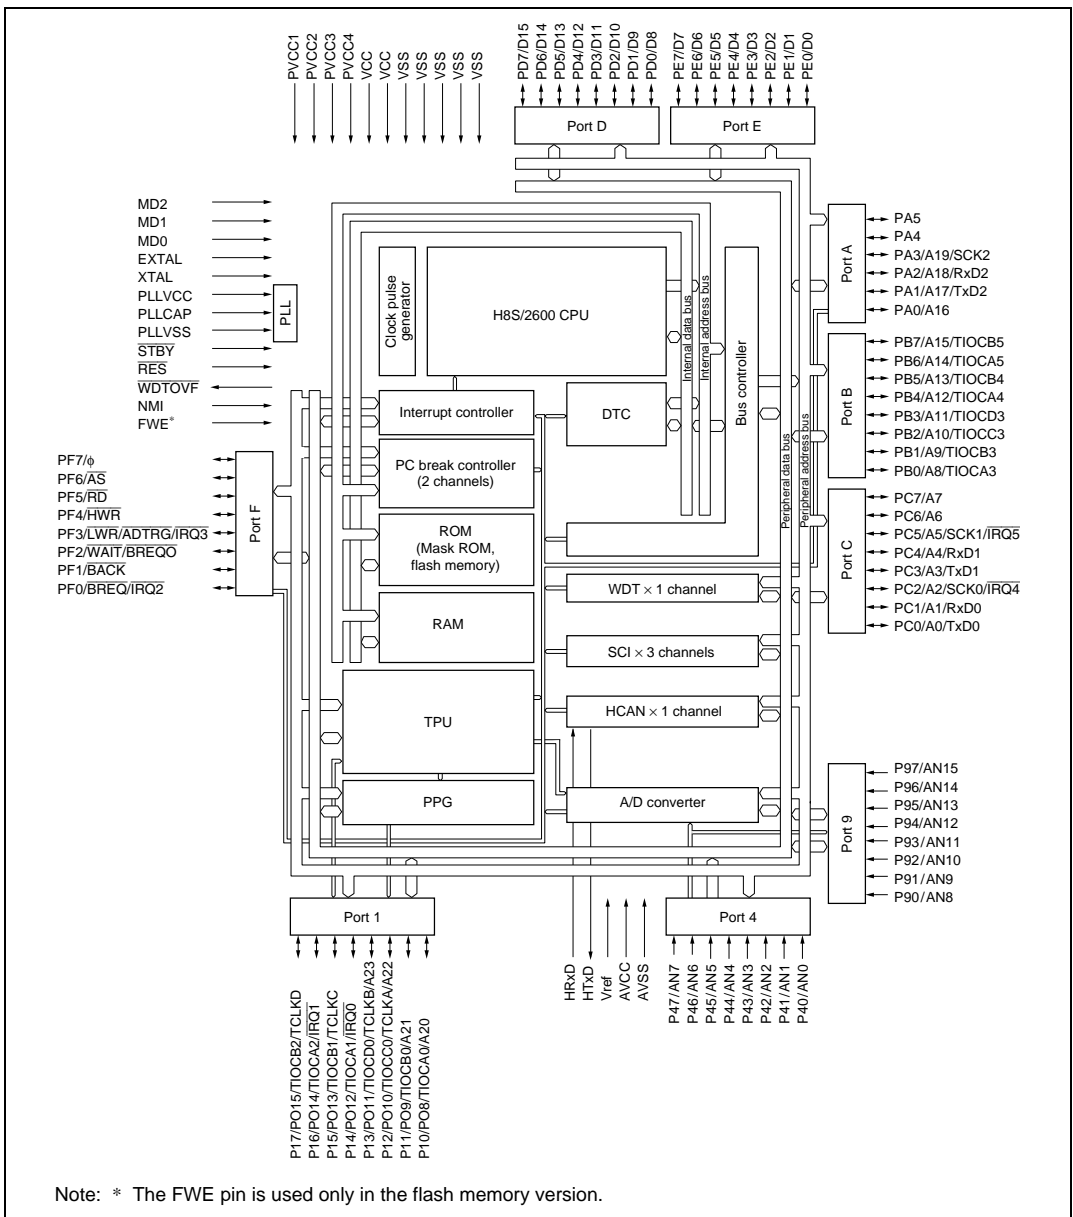 PVCC1
PVCC2
PVCC3
PVCC4
VCC
VCC
VSS
VSS
VSS
VSS
VSS
PD7/D15
PD6/D14
PD5/D13
PD4/D12
PD3/D11
PD2/D10
PD1/D9
PD0/D8
PE7/D7
PE6/D6
PE5/D5
PE4/D4
PE3/D3
PE2/D2
PE1/D1
PE0/D0
Port D
Port E
MD2
MD1
MD0
EXTAL
XTAL
PLLVCC
PLLCAP
PLLVSS
STBY
RES
WDTOVF
NMI
FWE*
PLL
Clock pulse
generator
H8S/2600 CPU
Internal data bus
Internal address bus
Bus controller
Peripheral data bus
Peripheral address bus
Interrupt controller
DTC
PC break controller
(2 channels)
ROM
(Mask ROM,
flash memory)
RAM
WDT × 1 channel
SCI × 3 channels
TPU
HCAN × 1 channel
PPG
A/D converter
Port A
PA5
PA4
PA3/A19/SCK2
PA2/A18/RxD2
PA1/A17/TxD2
PA0/A16
Port B
PB7/A15/TIOCB5
PB6/A14/TIOCA5
PB5/A13/TIOCB4
PB4/A12/TIOCA4
PB3/A11/TIOCD3
PB2/A10/TIOCC3
PB1/A9/TIOCB3
PB0/A8/TIOCA3
Port C
PC7/A7
PC6/A6
PC5/A5/SCK1/IRQ5
PC4/A4/RxD1
PC3/A3/TxD1
PC2/A2/SCK0/IRQ4
PC1/A1/RxD0
PC0/A0/TxD0
PF7/ϕ
PF6/AS
PF5/RD
PF4/HWR
PF3/LWR/ADTRG/IRQ3
PF2/WAIT/BREQO
PF1/BACK
PF0/BREQ/IRQ2
Port F
Port 9
P97/AN15
P96/AN14
P95/AN13
P94/AN12
P93/AN11
P92/AN10
P91/AN9
P90/AN8
Port 1
Port 4
P17/PO15/TIOCB2/TCLKD
P16/PO14/TIOCA2/IRQ1
P15/PO13/TIOCB1/TCLKC
P14/PO12/TIOCA1/IRQ0
P13/PO11/TIOCD0/TCLKB/A23
P12/PO10/TIOCC0/TCLKA/A22
P11/PO9/TIOCB0/A21
P10/PO8/TIOCA0/A20
HRxD
HTxD
Vref
AVCC
AVSS
P47/AN7
P46/AN6
P45/AN5
P44/AN4
P43/AN3
P42/AN2
P41/AN1
P40/AN0
Note: * The FWE pin is used only in the flash memory version.